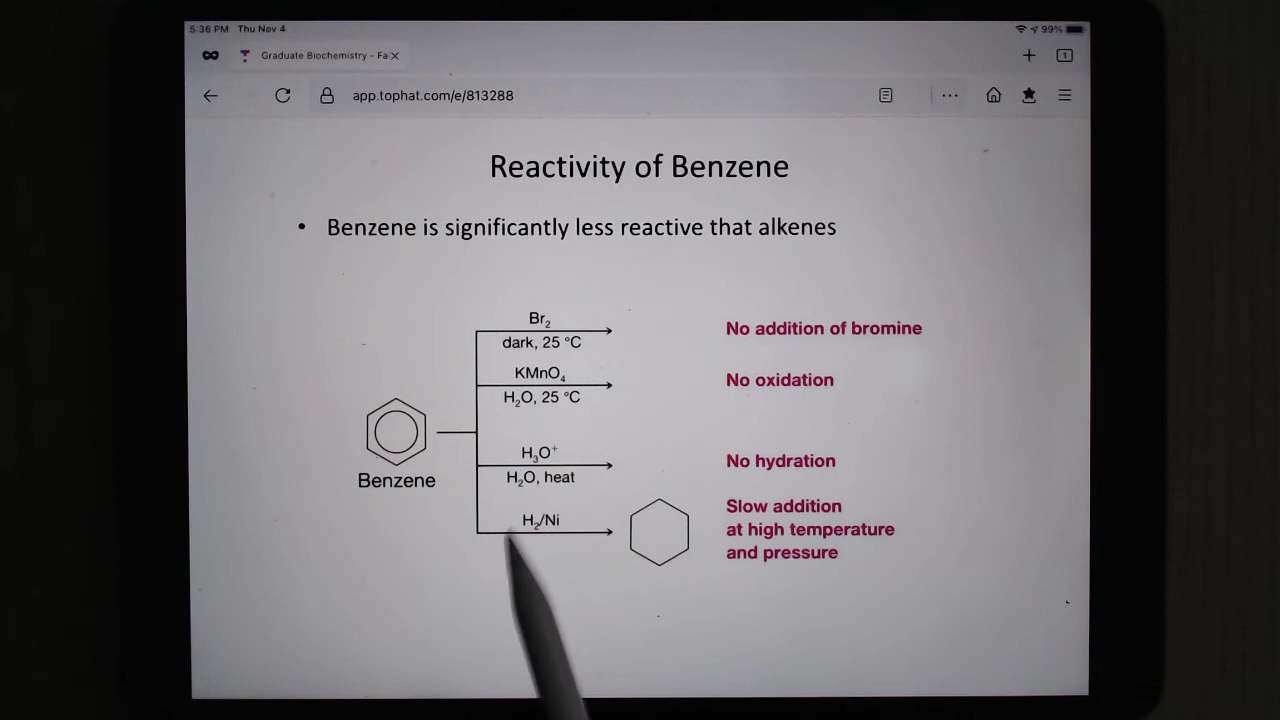 5:36 PM Thu Nov 4
99%
Graduate Biochemistry - Fa
1
app.tophat.com/e/813288
Reactivity of Benzene
• Benzene is significantly less reactive that alkenes
Br₂
dark, 25 °C
No addition of bromine
KMnO₄
H₂O, 25 °C
No oxidation
Benzene
H₃O⁺
H₂O, heat
No hydration
H₂/Ni
Slow addition
at high temperature
and pressure